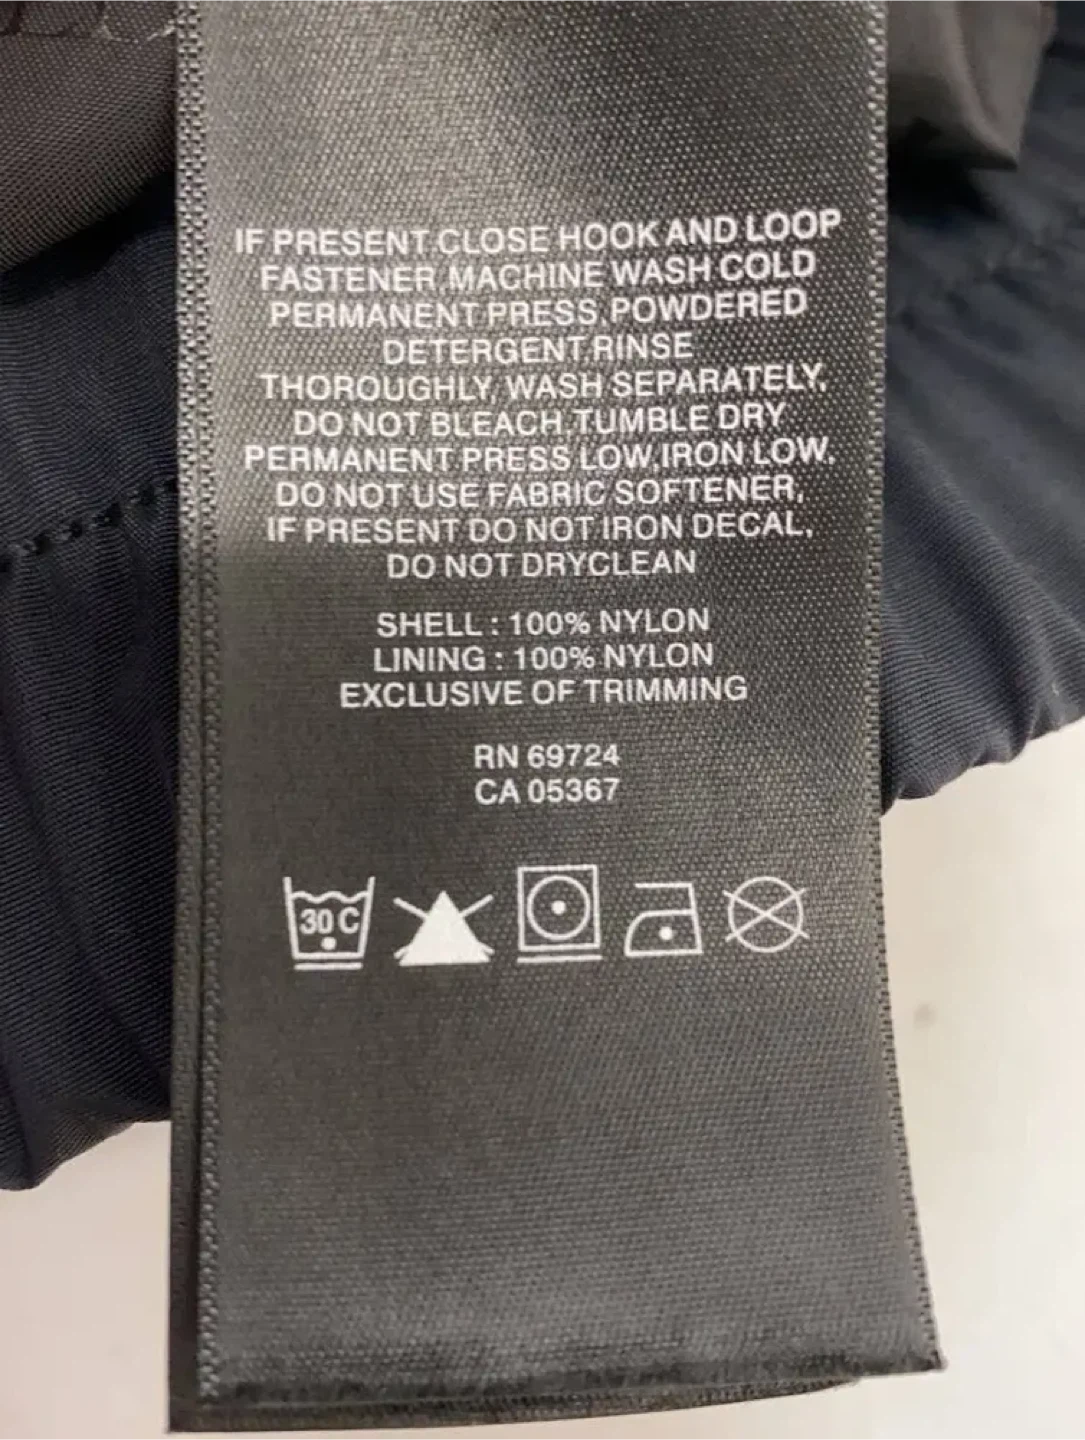 IF PRESENT,CLOSE HOOK AND LOOP
FASTENER,MACHINE WASH COLD
PERMANENT PRESS,POWDERED
DETERGENT,RINSE
THOROUGHLY, WASH SEPARATELY,
DO NOT BLEACH,TUMBLE DRY
PERMANENT PRESS LOW,IRON LOW,
DO NOT USE FABRIC SOFTENER,
IF PRESENT DO NOT IRON DECAL,
DO NOT DRYCLEAN
SHELL : 100% NYLON
LINING : 100% NYLON
EXCLUSIVE OF TRIMMING
RN 69724
CA 05367
30 C